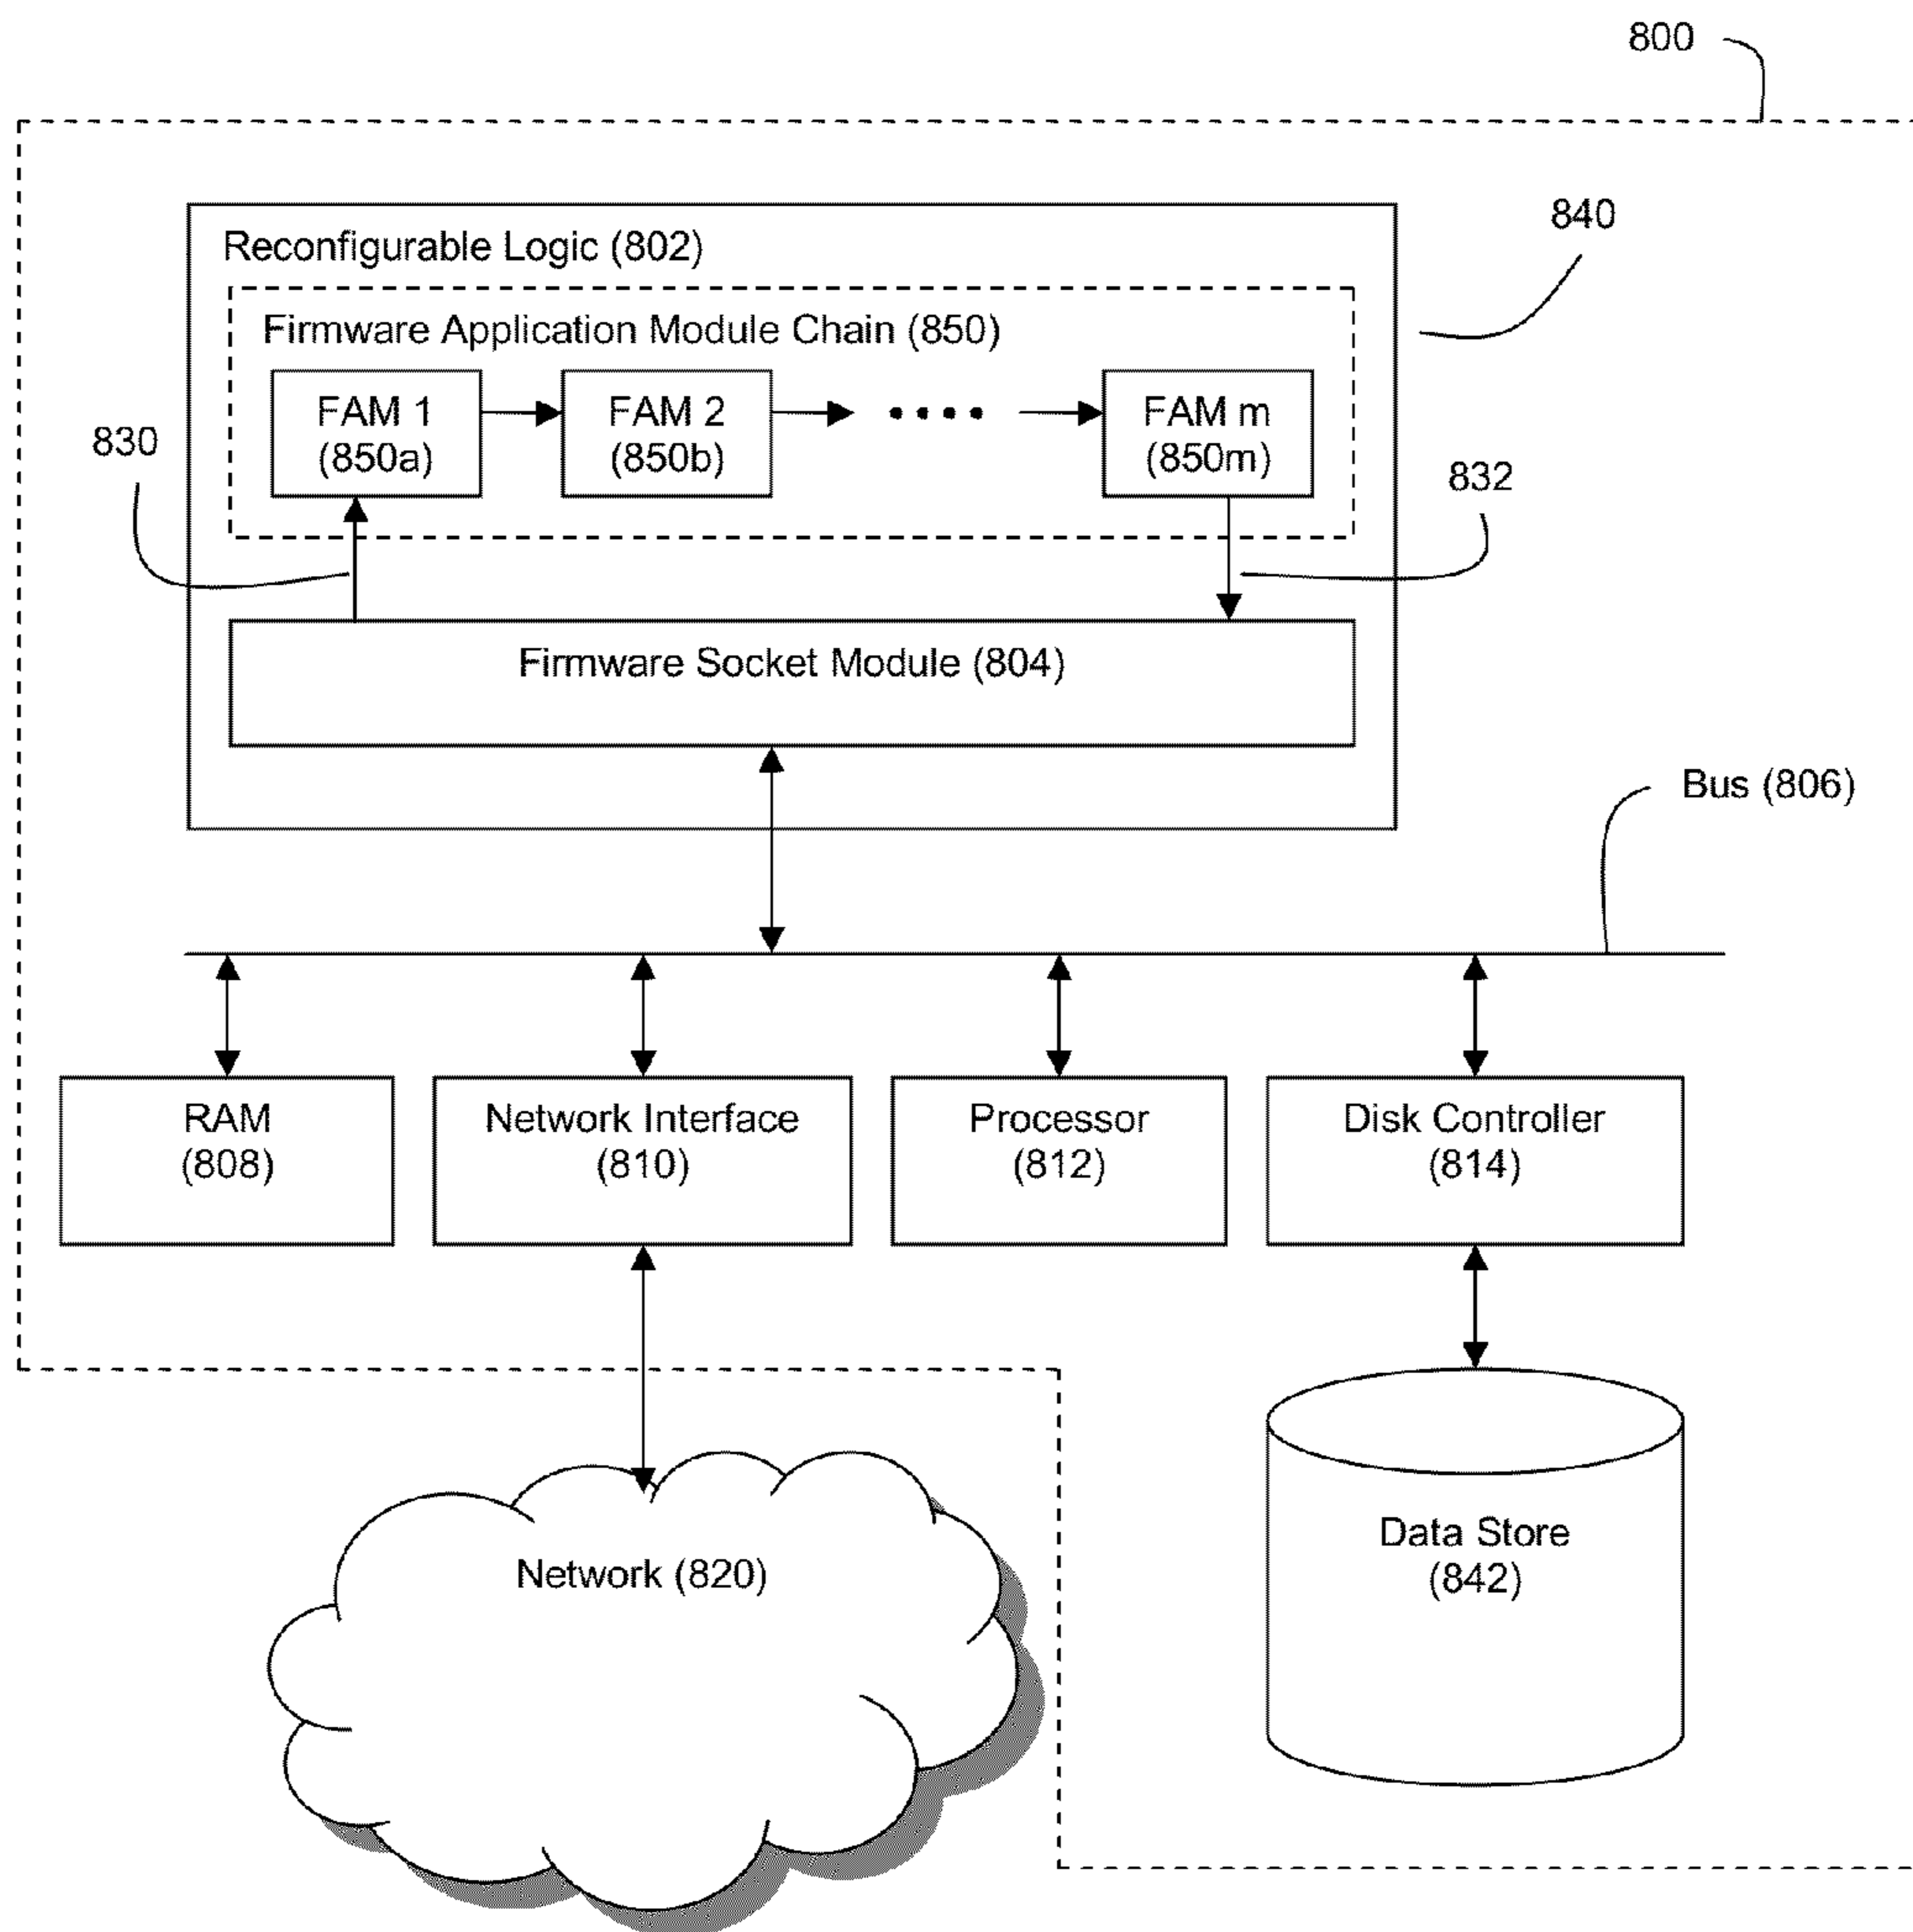 800
840
Reconfigurable Logic (802)
Firmware Application Module Chain (850)
FAM 1
(850a)
FAM 2
(850b)
FAM m
(850m)
830
832
Firmware Socket Module (804)
Bus (806)
RAM
(808)
Network Interface
(810)
Processor
(812)
Disk Controller
(814)
Network (820)
Data Store
(842)